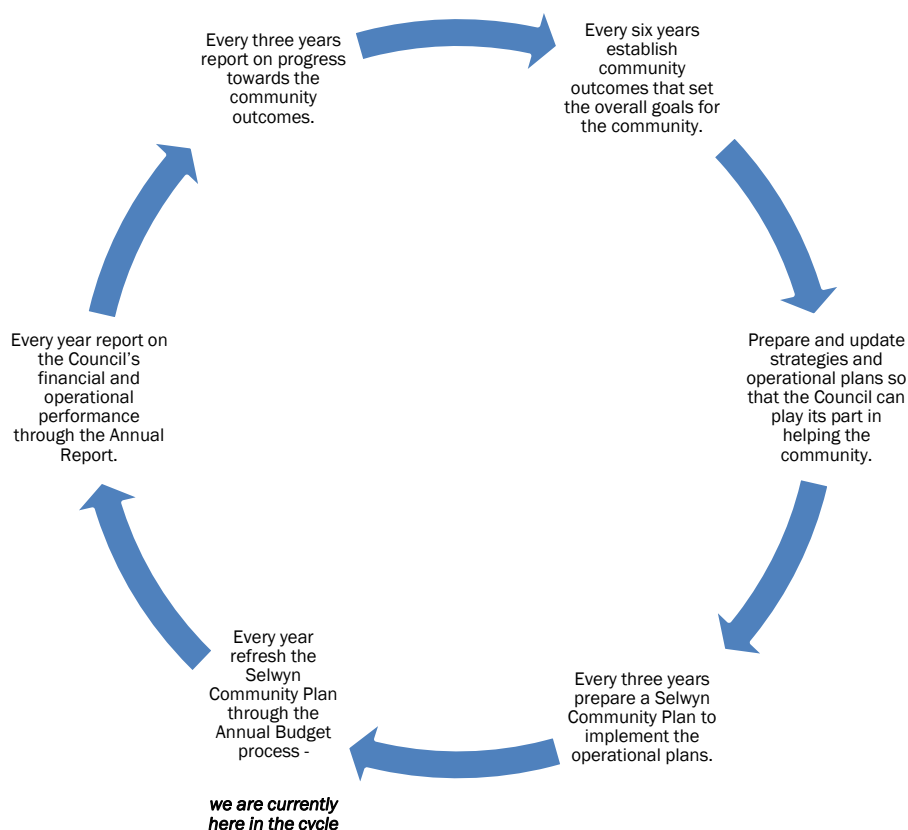 Every three years
report on progress
towards the
community
outcomes.
Every six years
establish
community
outcomes that set
the overall goals for
the community.
Prepare and update
strategies and
operational plans so
that the Council can
play its part in
helping the
community.
Every three years
prepare a Selwyn
Community Plan to
implement the
operational plans.
Every year
refresh the
Selwyn
Community Plan
through the
Annual Budget
process -
we are currently
here in the cycle
Every year report on
the Council’s
financial and
operational
performance
through the Annual
Report.